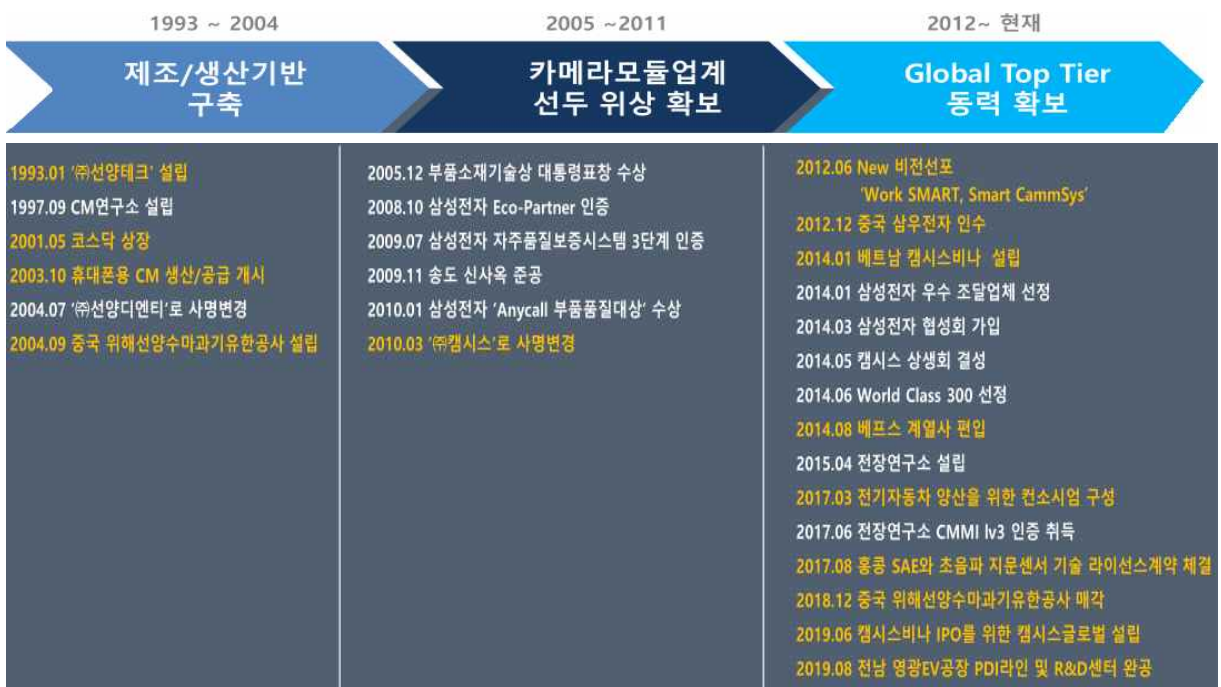 1993 ~ 2004
제조/생산기반
구축
1993.01 '㈜선양테크' 설립
1997.09 CM연구소 설립
2001.05 코스닥 상장
2003.10 휴대폰용 CM 생산/공급 개시
2004.07 '㈜선양디엔티'로 사명변경
2004.09 중국 위해선양수마과기유한공사 설립
2005 ~2011
카메라모듈업계
선두 위상 확보
2005.12 부품소재기술상 대통령표창 수상
2008.10 삼성전자 Eco-Partner 인증
2009.07 삼성전자 자주품질보증시스템 3단계 인증
2009.11 송도 신사옥 준공
2010.01 삼성전자 'Anycall 부품품질대상' 수상
2010.03 '㈜캠시스'로 사명변경
2012~ 현재
Global Top Tier
동력 확보
2012.06 New 비전선포
'Work SMART, Smart CammSys'
2012.12 중국 삼우전자 인수
2014.01 베트남 캠시스비나 설립
2014.01 삼성전자 우수 조달업체 선정
2014.03 삼성전자 협성회 가입
2014.05 캠시스 상생회 결성
2014.06 World Class 300 선정
2014.08 베프스 계열사 편입
2015.04 전장연구소 설립
2017.03 전기자동차 양산을 위한 컨소시엄 구성
2017.06 전장연구소 CMMI lv3 인증 취득
2017.08 홍콩 SAE와 초음파 지문센서 기술 라이선스계약 체결
2018.12 중국 위해선양수마과기유한공사 매각
2019.06 캠시스비나 IPO를 위한 캠시스글로벌 설립
2019.08 전남 영광EV공장 PDI라인 및 R&D센터 완공